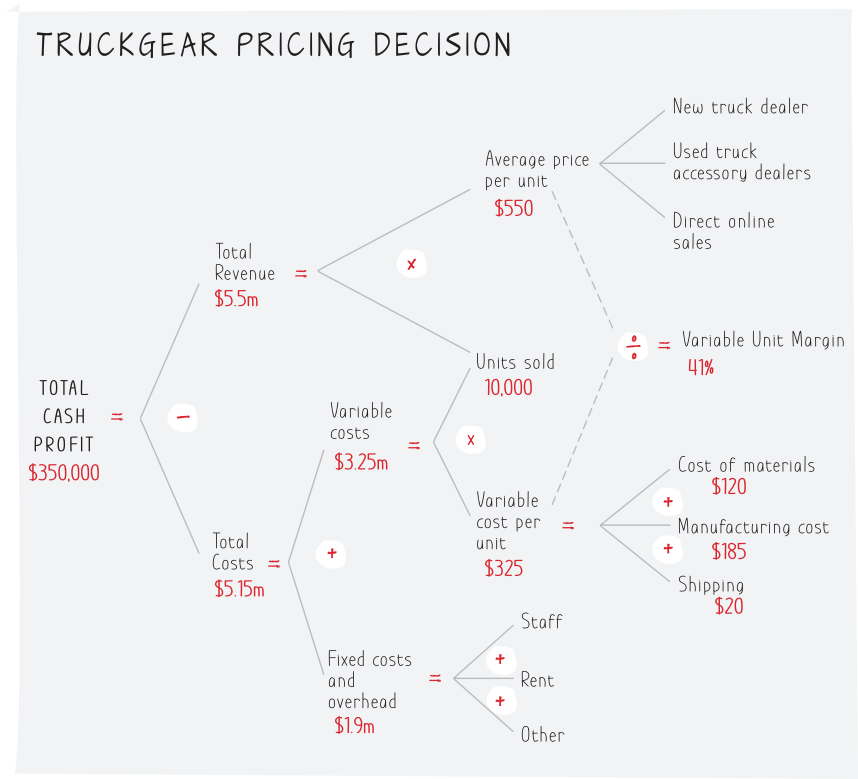 TRUCKGEAR PRICING DECISION
New truck dealer
Average price
per unit
$550
Used truck
accessory dealers
Direct online
sales
Total
Revenue =
$5.5m
x
÷ = Variable Unit Margin
41%
Units sold
10,000
TOTAL
CASH =
PROFIT
$350,000
−
Variable
costs =
$3.25m
x
Variable
cost per
unit =
$325
Cost of materials
$120
+
Manufacturing cost
$185
+
Shipping
$20
Total
Costs =
$5.15m
+
Fixed costs
and =
overhead
$1.9m
Staff
+
Rent
+
Other